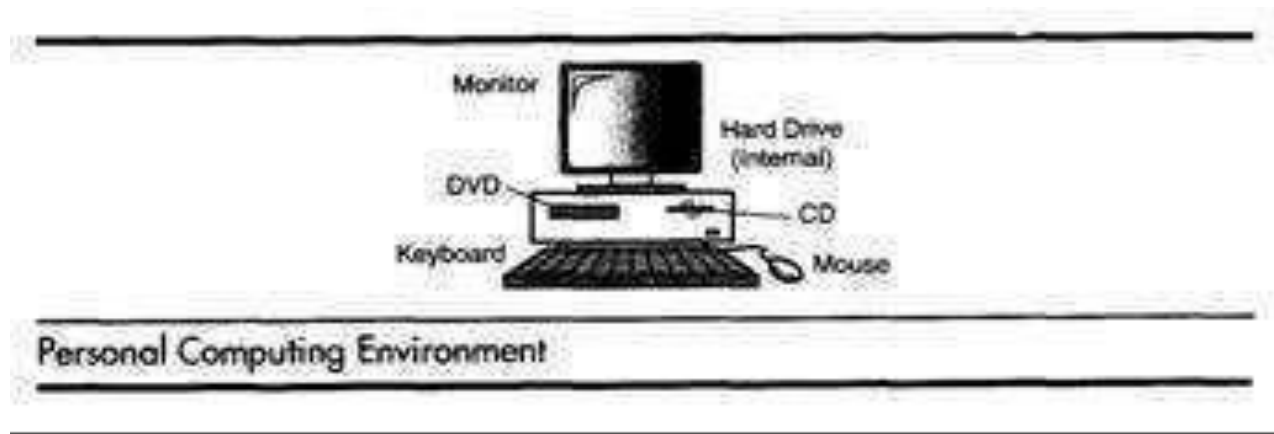 Monitor
Hard Drive
(Internal)
DVD
CD
Keyboard
Mouse
Personal Computing Environment